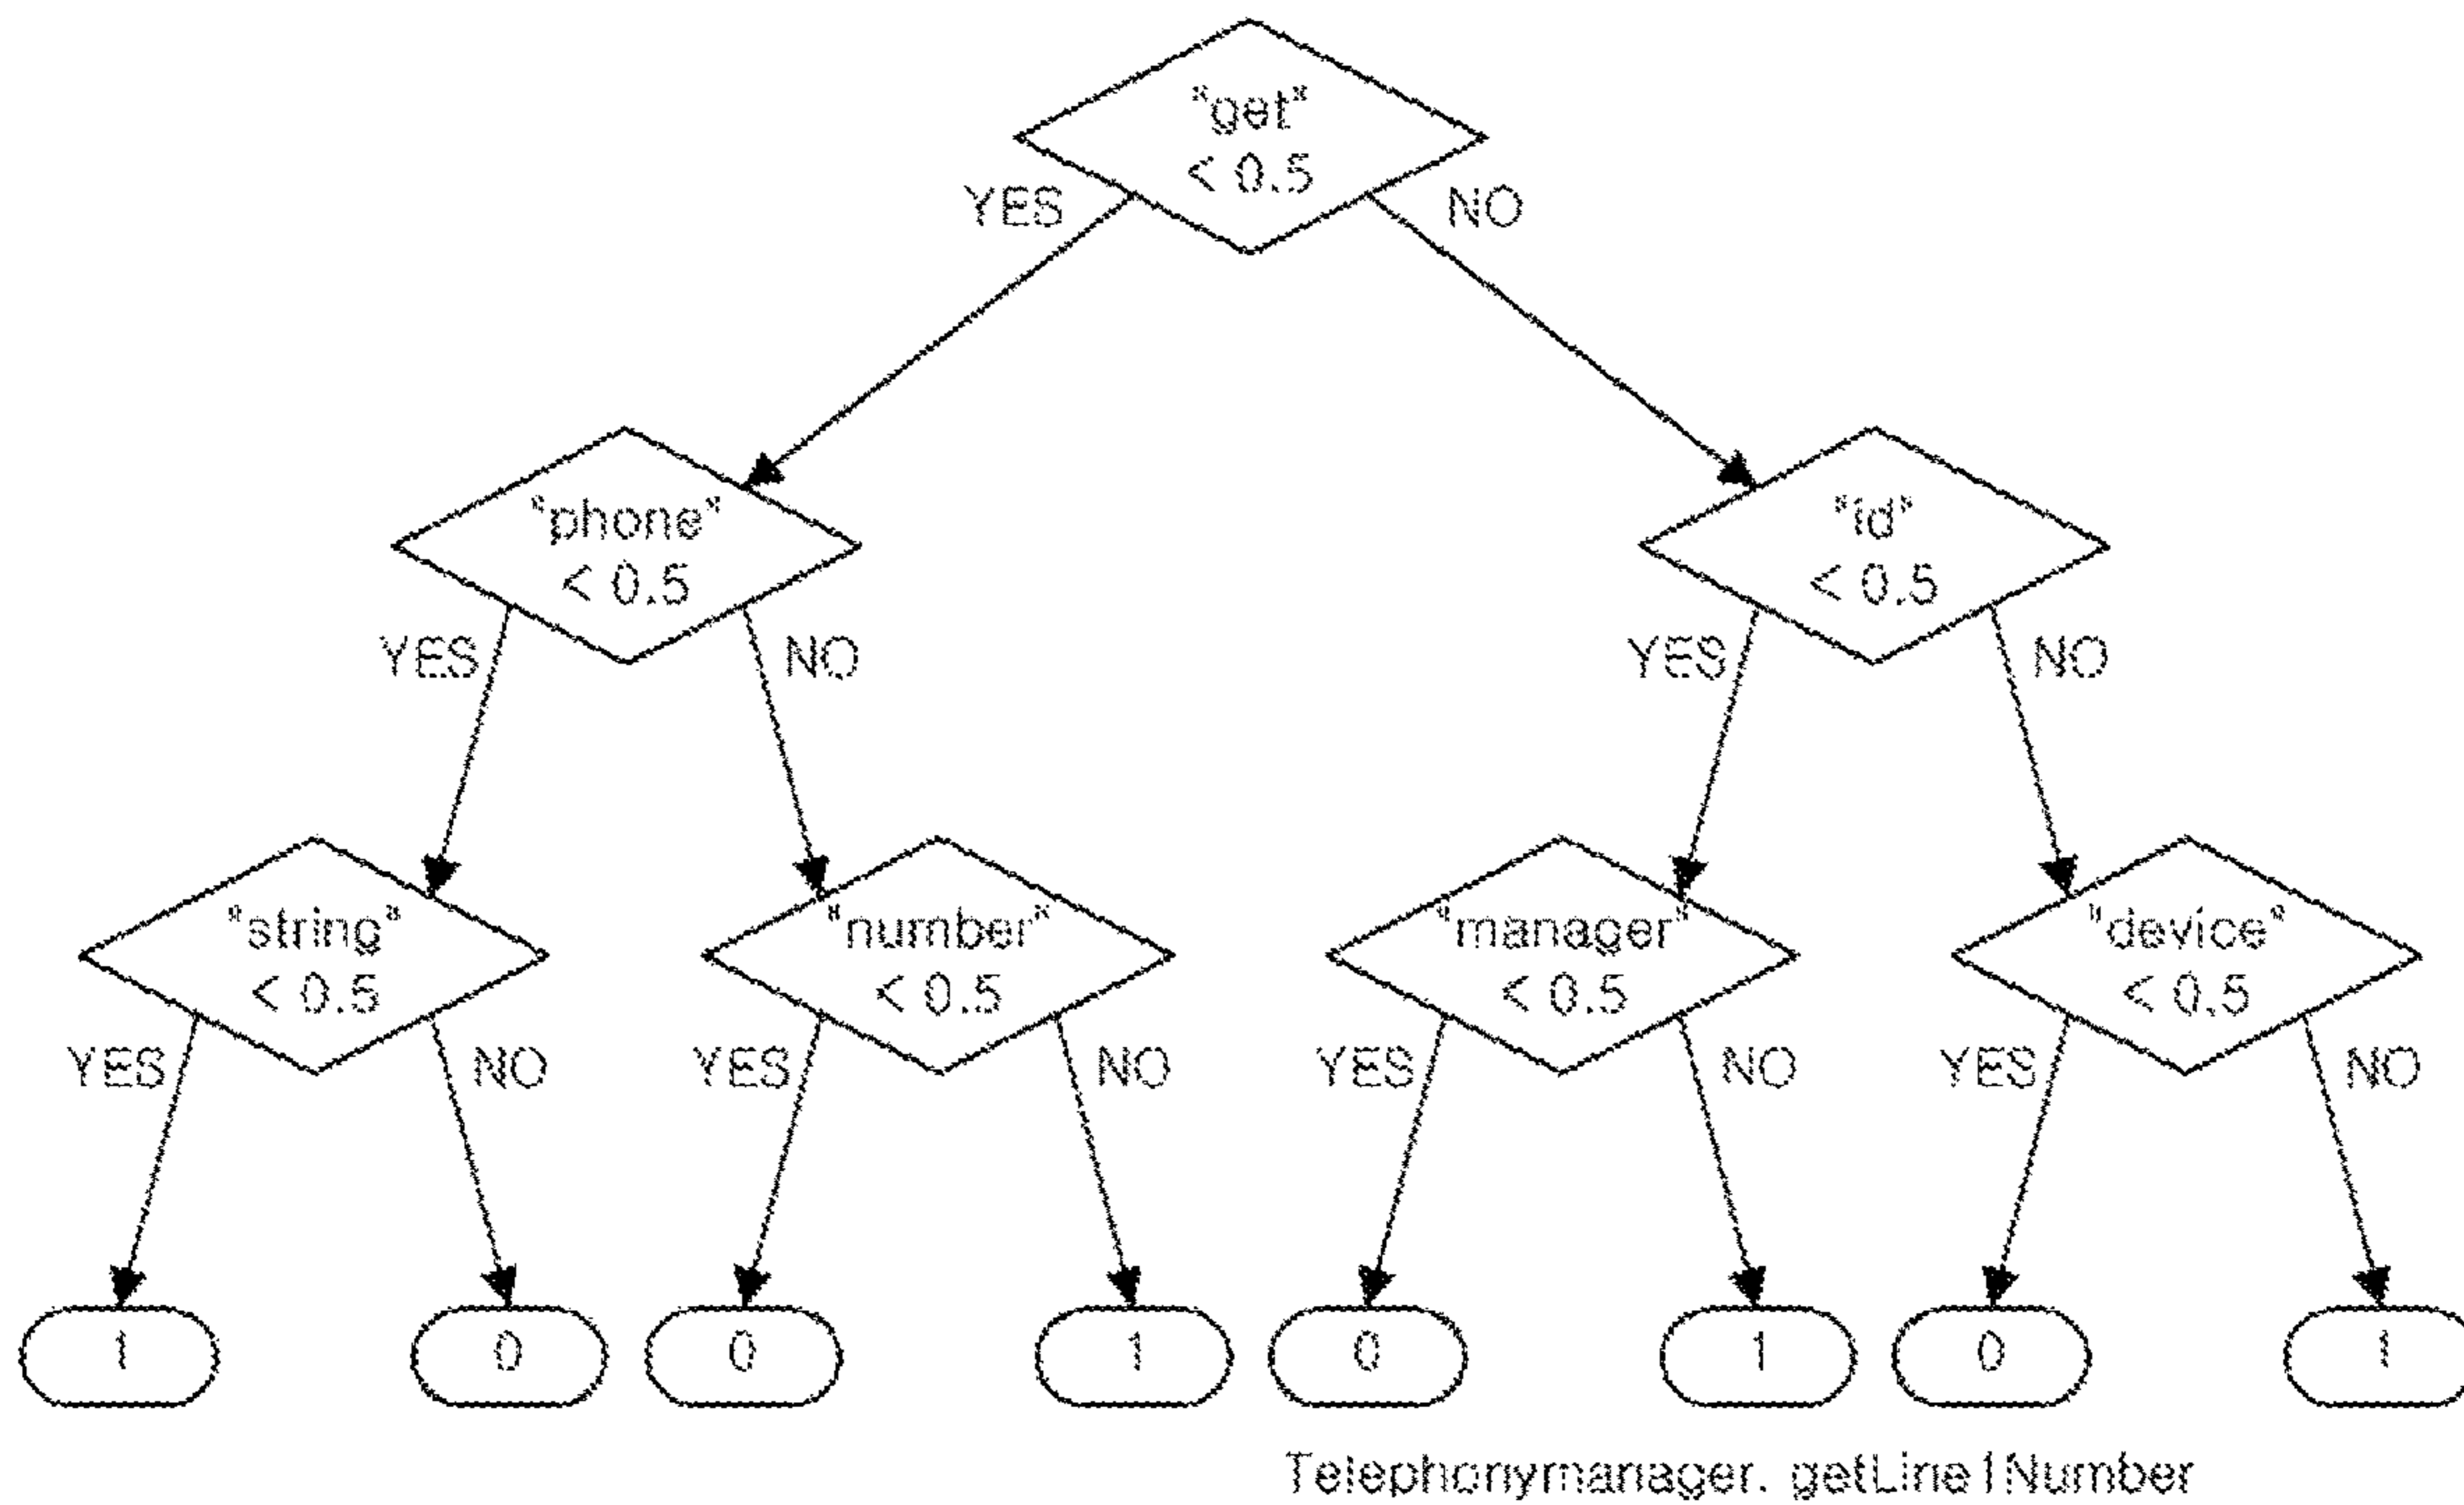 "get"
< 0.5
YES
NO
"phone"
< 0.5
"id"
< 0.5
YES
NO
YES
NO
"string"
< 0.5
"number"
< 0.5
"manager"
< 0.5
"device"
< 0.5
YES
NO
YES
NO
YES
NO
YES
NO
1
0
0
1
0
1
0
1
Telephonymanager. getLine1Number